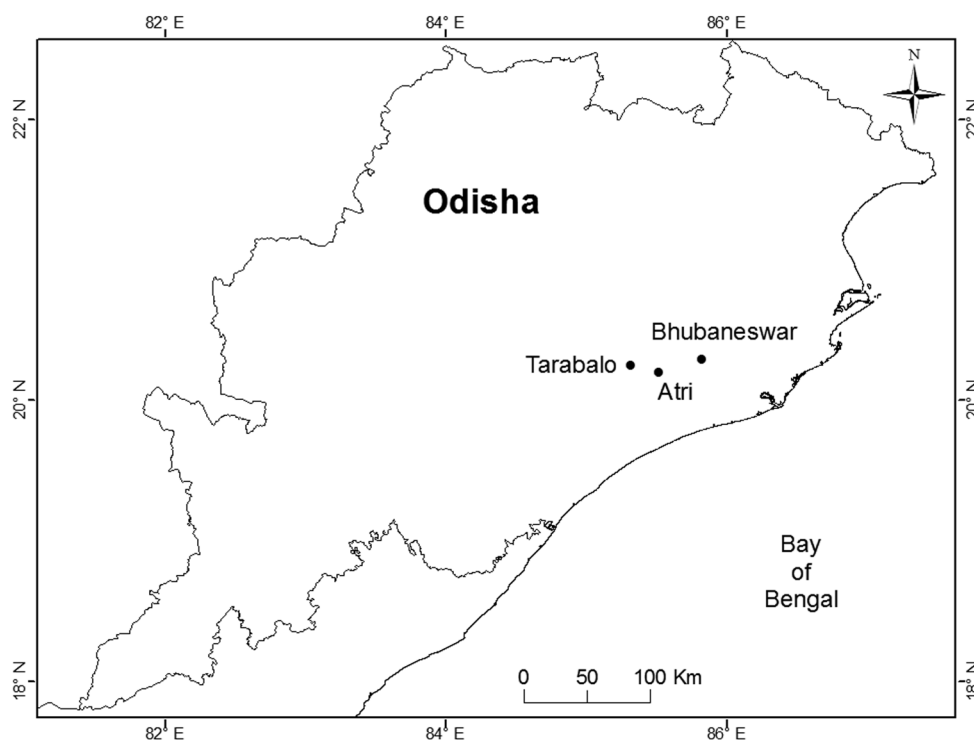 82° E 84° E 86° E
N
22° N 22° N
Odisha
Bhubaneswar
Tarabalo
Atri
20° N 20° N
Bay
of
Bengal
0 50 100 Km
18° N 18° N
82° E 84° E 86° E